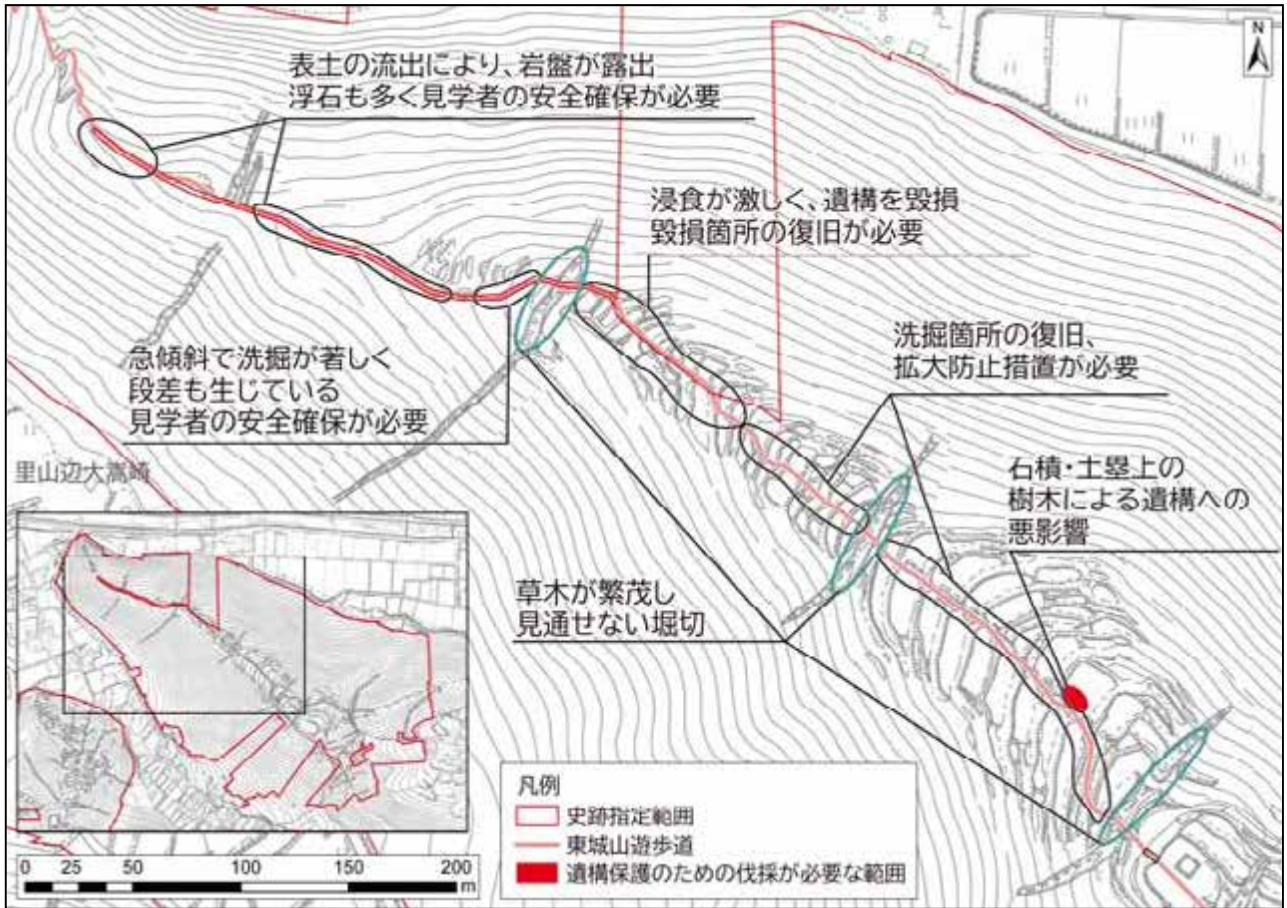 N
表土の流出により、岩盤が露出
浮石も多く見学者の安全確保が必要
浸食が激しく、遺構を毀損
毀損箇所の復旧が必要
洗掘箇所の復旧、
拡大防止措置が必要
急傾斜で洗掘が著しく
段差も生じている
見学者の安全確保が必要
里山辺大嵩崎
石積・土塁上の
樹木による遺構への
悪影響
草木が繁茂し
見通せない堀切
凡例
史跡指定範囲
東城山遊歩道
遺構保護のための伐採が必要な範囲
0 25 50 100 150 200
m